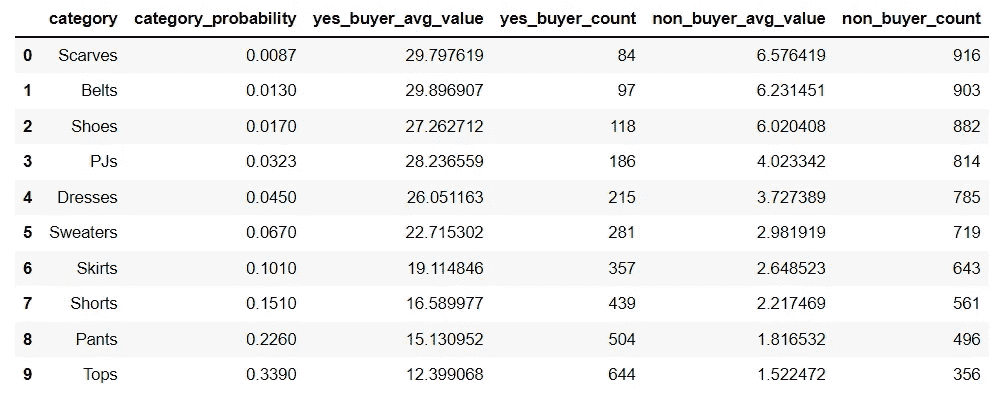 category category_probability yes_buyer_avg_value yes_buyer_count non_buyer_avg_value non_buyer_count
0 Scarves 0.0087 29.797619 84 6.576419 916
1 Belts 0.0130 29.896907 97 6.231451 903
2 Shoes 0.0170 27.262712 118 6.020408 882
3 PJs 0.0323 28.236559 186 4.023342 814
4 Dresses 0.0450 26.051163 215 3.727389 785
5 Sweaters 0.0670 22.715302 281 2.981919 719
6 Skirts 0.1010 19.114846 357 2.648523 643
7 Shorts 0.1510 16.589977 439 2.217469 561
8 Pants 0.2260 15.130952 504 1.816532 496
9 Tops 0.3390 12.399068 644 1.522472 356